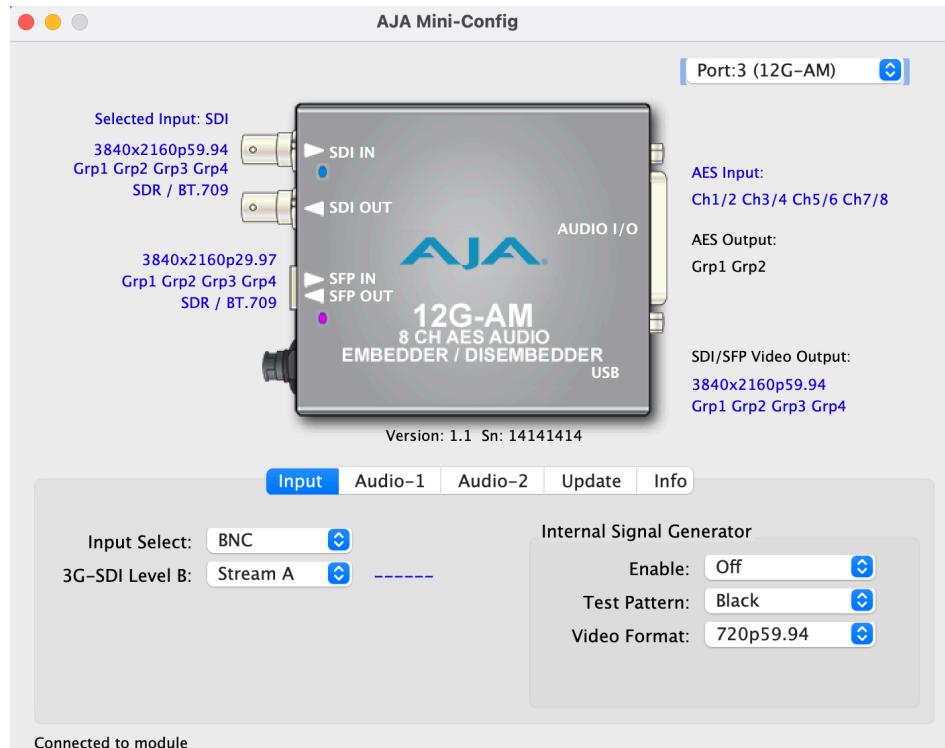 AJA Mini-Config
Port:3 (12G-AM)
Selected Input: SDI
3840x2160p59.94
Grp1 Grp2 Grp3 Grp4
SDR / BT.709
SDI IN
SDI OUT
3840x2160p29.97
Grp1 Grp2 Grp3 Grp4
SDR / BT.709
SFP IN
SFP OUT
AUDIO I/O
AJA
12G-AM
8 CH AES AUDIO
EMBEDDER / DISEMBEDDER
USB
AES Input:
Ch1/2 Ch3/4 Ch5/6 Ch7/8
AES Output:
Grp1 Grp2
SDI/SFP Video Output:
3840x2160p59.94
Grp1 Grp2 Grp3 Grp4
Version: 1.1 Sn: 14141414
Input Audio-1 Audio-2 Update Info
Input Select: BNC
3G-SDI Level B: Stream A ------
Internal Signal Generator
Enable: Off
Test Pattern: Black
Video Format: 720p59.94
Connected to module